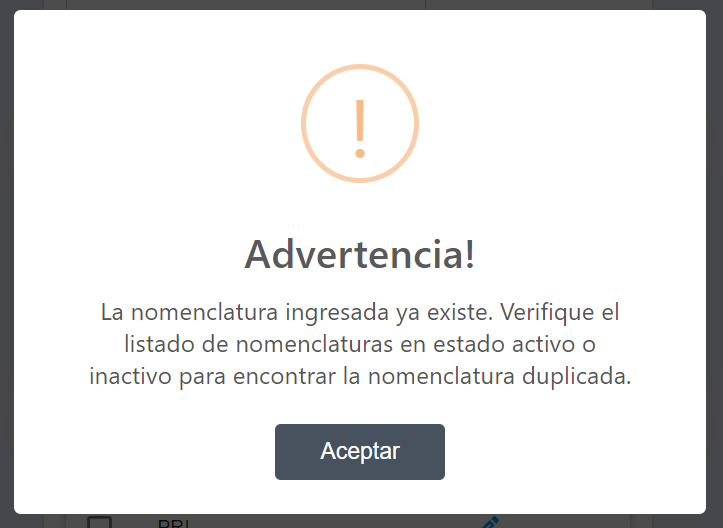 !
Advertencia!
La nomenclatura ingresada ya existe. Verifique el
listado de nomenclaturas en estado activo o
inactivo para encontrar la nomenclatura duplicada.
Aceptar